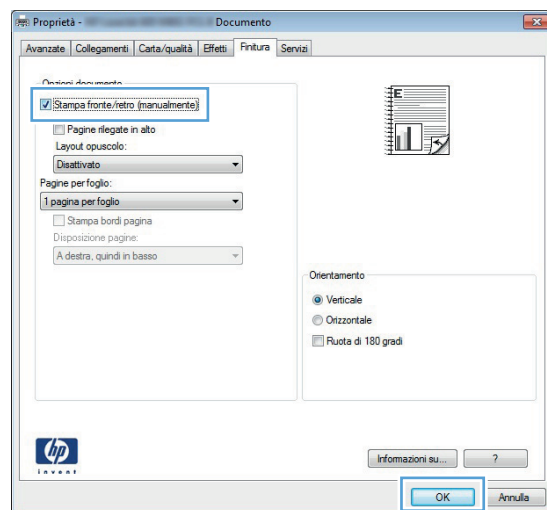 Proprietà - Documento
Avanzate Collegamenti Carta/qualità Effetti Finitura Servizi
Opzioni documento
Stampa fronte/retro (manualmente)
Pagine rilegate in alto
Layout opuscolo:
Disattivato
Pagine per foglio:
1 pagina per foglio
Stampa bordi pagina
Disposizione pagine:
A destra, quindi in basso
E
Orientamento
Verticale
Orizzontale
Ruota di 180 gradi
hp
invent
Informazioni su... ?
OK Annulla